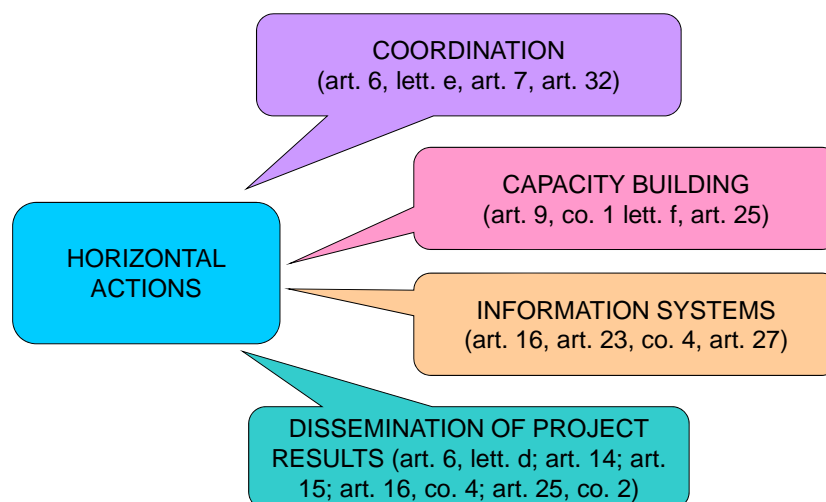 COORDINATION
(art. 6, lett. e, art. 7, art. 32)
CAPACITY BUILDING
(art. 9, co. 1 lett. f, art. 25)
HORIZONTAL
ACTIONS
INFORMATION SYSTEMS
(art. 16, art. 23, co. 4, art. 27)
DISSEMINATION OF PROJECT
RESULTS (art. 6, lett. d; art. 14; art.
15; art. 16, co. 4; art. 25, co. 2)